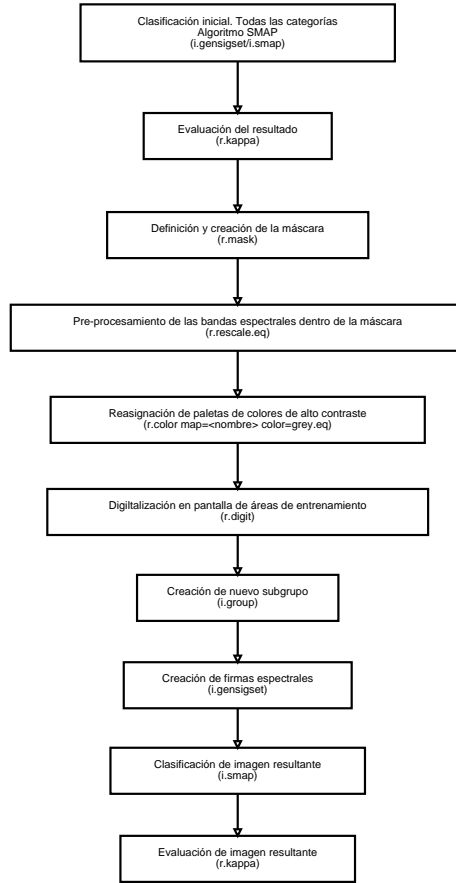 Clasificación inicial. Todas las categorías
Algoritmo SMAP
(i.gensigset/i.smap)
Evaluación del resultado
(r.kappa)
Definición y creación de la máscara
(r.mask)
Pre-procesamiento de las bandas espectrales dentro de la máscara
(r.rescale.eq)
Reasignación de paletas de colores de alto contraste
(r.color map=<nombre> color=grey.eq)
Digiltalización en pantalla de áreas de entrenamiento
(r.digit)
Creación de nuevo subgrupo
(i.group)
Creación de firmas espectrales
(i.gensigset)
Clasificación de imagen resultante
(i.smap)
Evaluación de imagen resultante
(r.kappa)